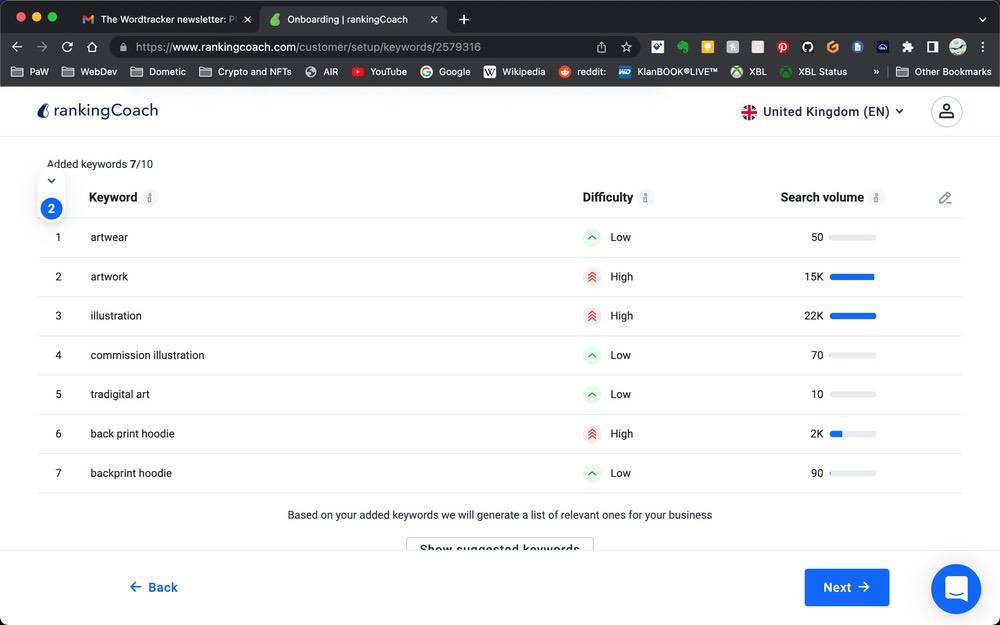 The Wordtracker newsletter: P
Onboarding | rankingCoach
https://www.rankingcoach.com/customer/setup/keywords/2579316
PaW WebDev Dometic Crypto and NFTs AIR YouTube Google Wikipedia reddit: KlanBOOK®LIVE™ XBL XBL Status » Other Bookmarks
rankingCoach
United Kingdom (EN)
Added keywords 7/10
2
Keyword i Difficulty i Search volume i
1 artwear Low 50
2 artwork High 15K
3 illustration High 22K
4 commission illustration Low 70
5 tradigital art Low 10
6 back print hoodie High 2K
7 backprint hoodie Low 90
Based on your added keywords we will generate a list of relevant ones for your business
Show suggested keywords
← Back
Next →